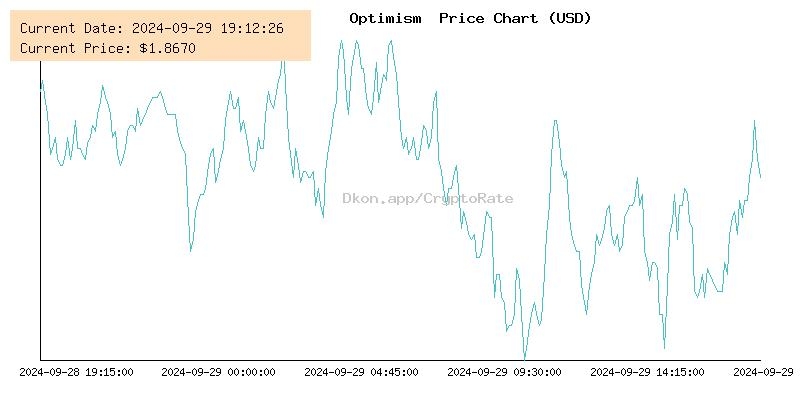 Optimism Price Chart (USD)
Current Date: 2024-09-29 19:12:26
Current Price: $1.8670
Dkon.app/CryptoRate
2024-09-28 19:15:00 2024-09-29 00:00:00 2024-09-29 04:45:00 2024-09-29 09:30:00 2024-09-29 14:15:00 2024-09-29